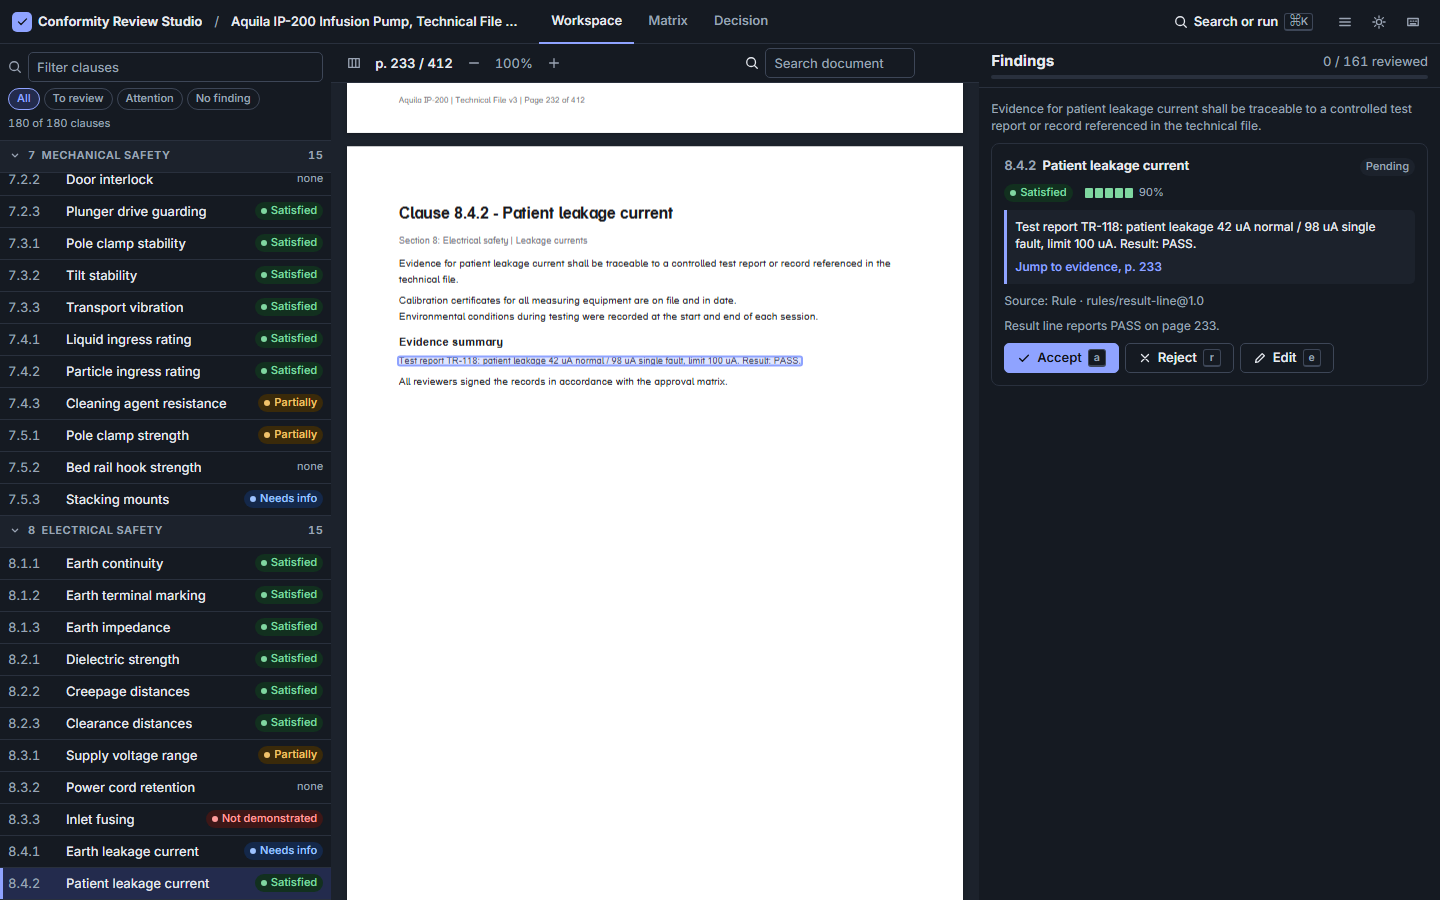 Conformity Review Studio / Aquila IP-200 Infusion Pump, Technical File ... Workspace Matrix Decision Search or run ⌘K
Filter clauses
All To review Attention No finding
180 of 180 clauses
7 MECHANICAL SAFETY 15
7.2.2 Door interlock none
7.2.3 Plunger drive guarding Satisfied
7.3.1 Pole clamp stability Satisfied
7.3.2 Tilt stability Satisfied
7.3.3 Transport vibration Satisfied
7.4.1 Liquid ingress rating Satisfied
7.4.2 Particle ingress rating Satisfied
7.4.3 Cleaning agent resistance Partially
7.5.1 Pole clamp strength Partially
7.5.2 Bed rail hook strength none
7.5.3 Stacking mounts Needs info
8 ELECTRICAL SAFETY 15
8.1.1 Earth continuity Satisfied
8.1.2 Earth terminal marking Satisfied
8.1.3 Earth impedance Satisfied
8.2.1 Dielectric strength Satisfied
8.2.2 Creepage distances Satisfied
8.2.3 Clearance distances Satisfied
8.3.1 Supply voltage range Partially
8.3.2 Power cord retention none
8.3.3 Inlet fusing Not demonstrated
8.4.1 Earth leakage current Needs info
8.4.2 Patient leakage current Satisfied
p. 233 / 412 − 100% + Search document
Aquila IP-200 | Technical File v3 | Page 232 of 412
Clause 8.4.2 - Patient leakage current
Section 8: Electrical safety | Leakage currents
Evidence for patient leakage current shall be traceable to a controlled test report or record referenced in the
technical file.
Calibration certificates for all measuring equipment are on file and in date.
Environmental conditions during testing were recorded at the start and end of each session.
Evidence summary
Test report TR-118: patient leakage 42 uA normal / 98 uA single fault, limit 100 uA. Result: PASS.
All reviewers signed the records in accordance with the approval matrix.
Findings 0 / 161 reviewed
Evidence for patient leakage current shall be traceable to a controlled test
report or record referenced in the technical file.
8.4.2 Patient leakage current Pending
Satisfied 90%
Test report TR-118: patient leakage 42 uA normal / 98 uA single
fault, limit 100 uA. Result: PASS.
Jump to evidence, p. 233
Source: Rule · rules/result-line@1.0
Result line reports PASS on page 233.
Accept a Reject r Edit e